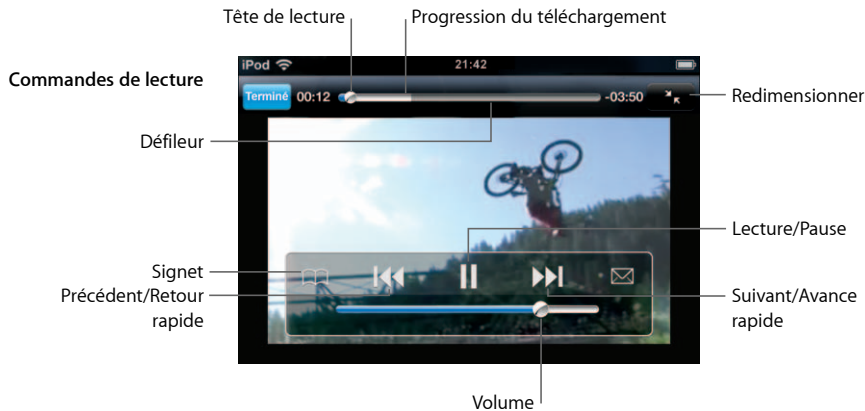 Tête de lecture
Progression du téléchargement
iPod
21:42
Commandes de lecture
Terminé
00:12
-03:50
Redimensionner
Défileur
Lecture/Pause
Signet
Précédent/Retour
rapide
Suivant/Avance
rapide
Volume